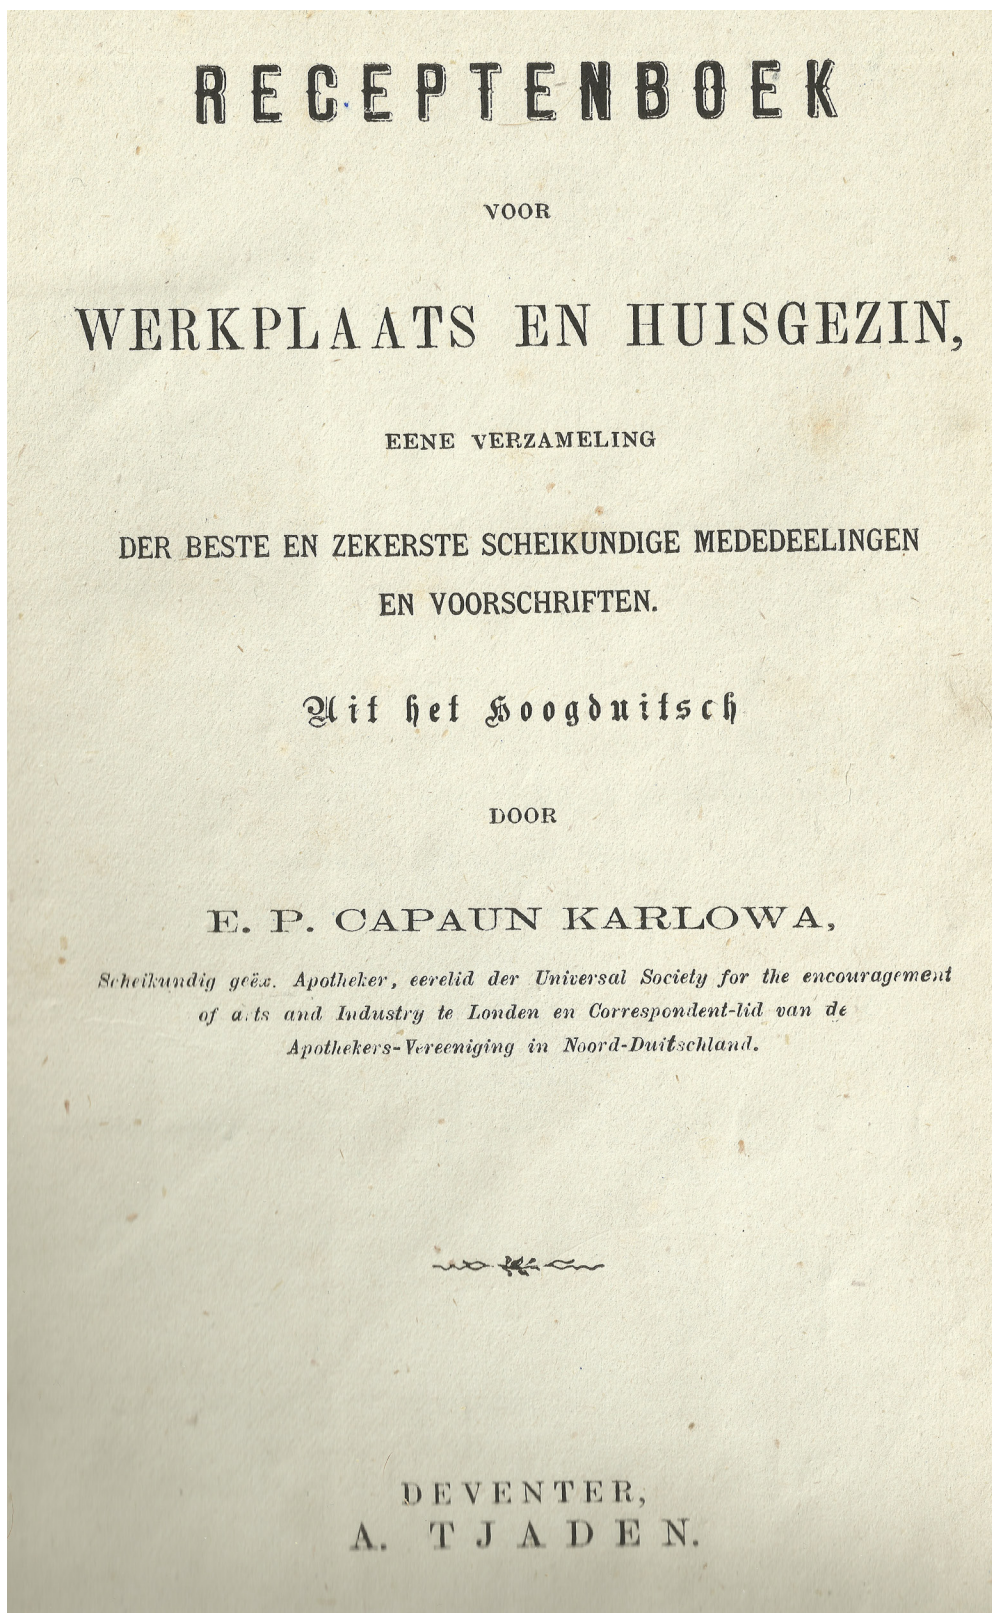 RECEPTENBOEK
VOOR
WERKPLAATS EN HUISGEZIN,
EENE VERZAMELING
DER BESTE EN ZEKERSTE SCHEIKUNDIGE MEDEDEELINGEN
EN VOORSCHRIFTEN.
Uit het Hoogduitsch
DOOR
E. P. CAPAUN KARLOWA,
Scheikundig geëx. Apotheker, eerelid der Universal Society for the encouragement
of arts and Industry te Londen en Correspondent-lid van de
Apothekers-Vereeniging in Noord-Duitschland.
DEVENTER,
A. TJADEN.